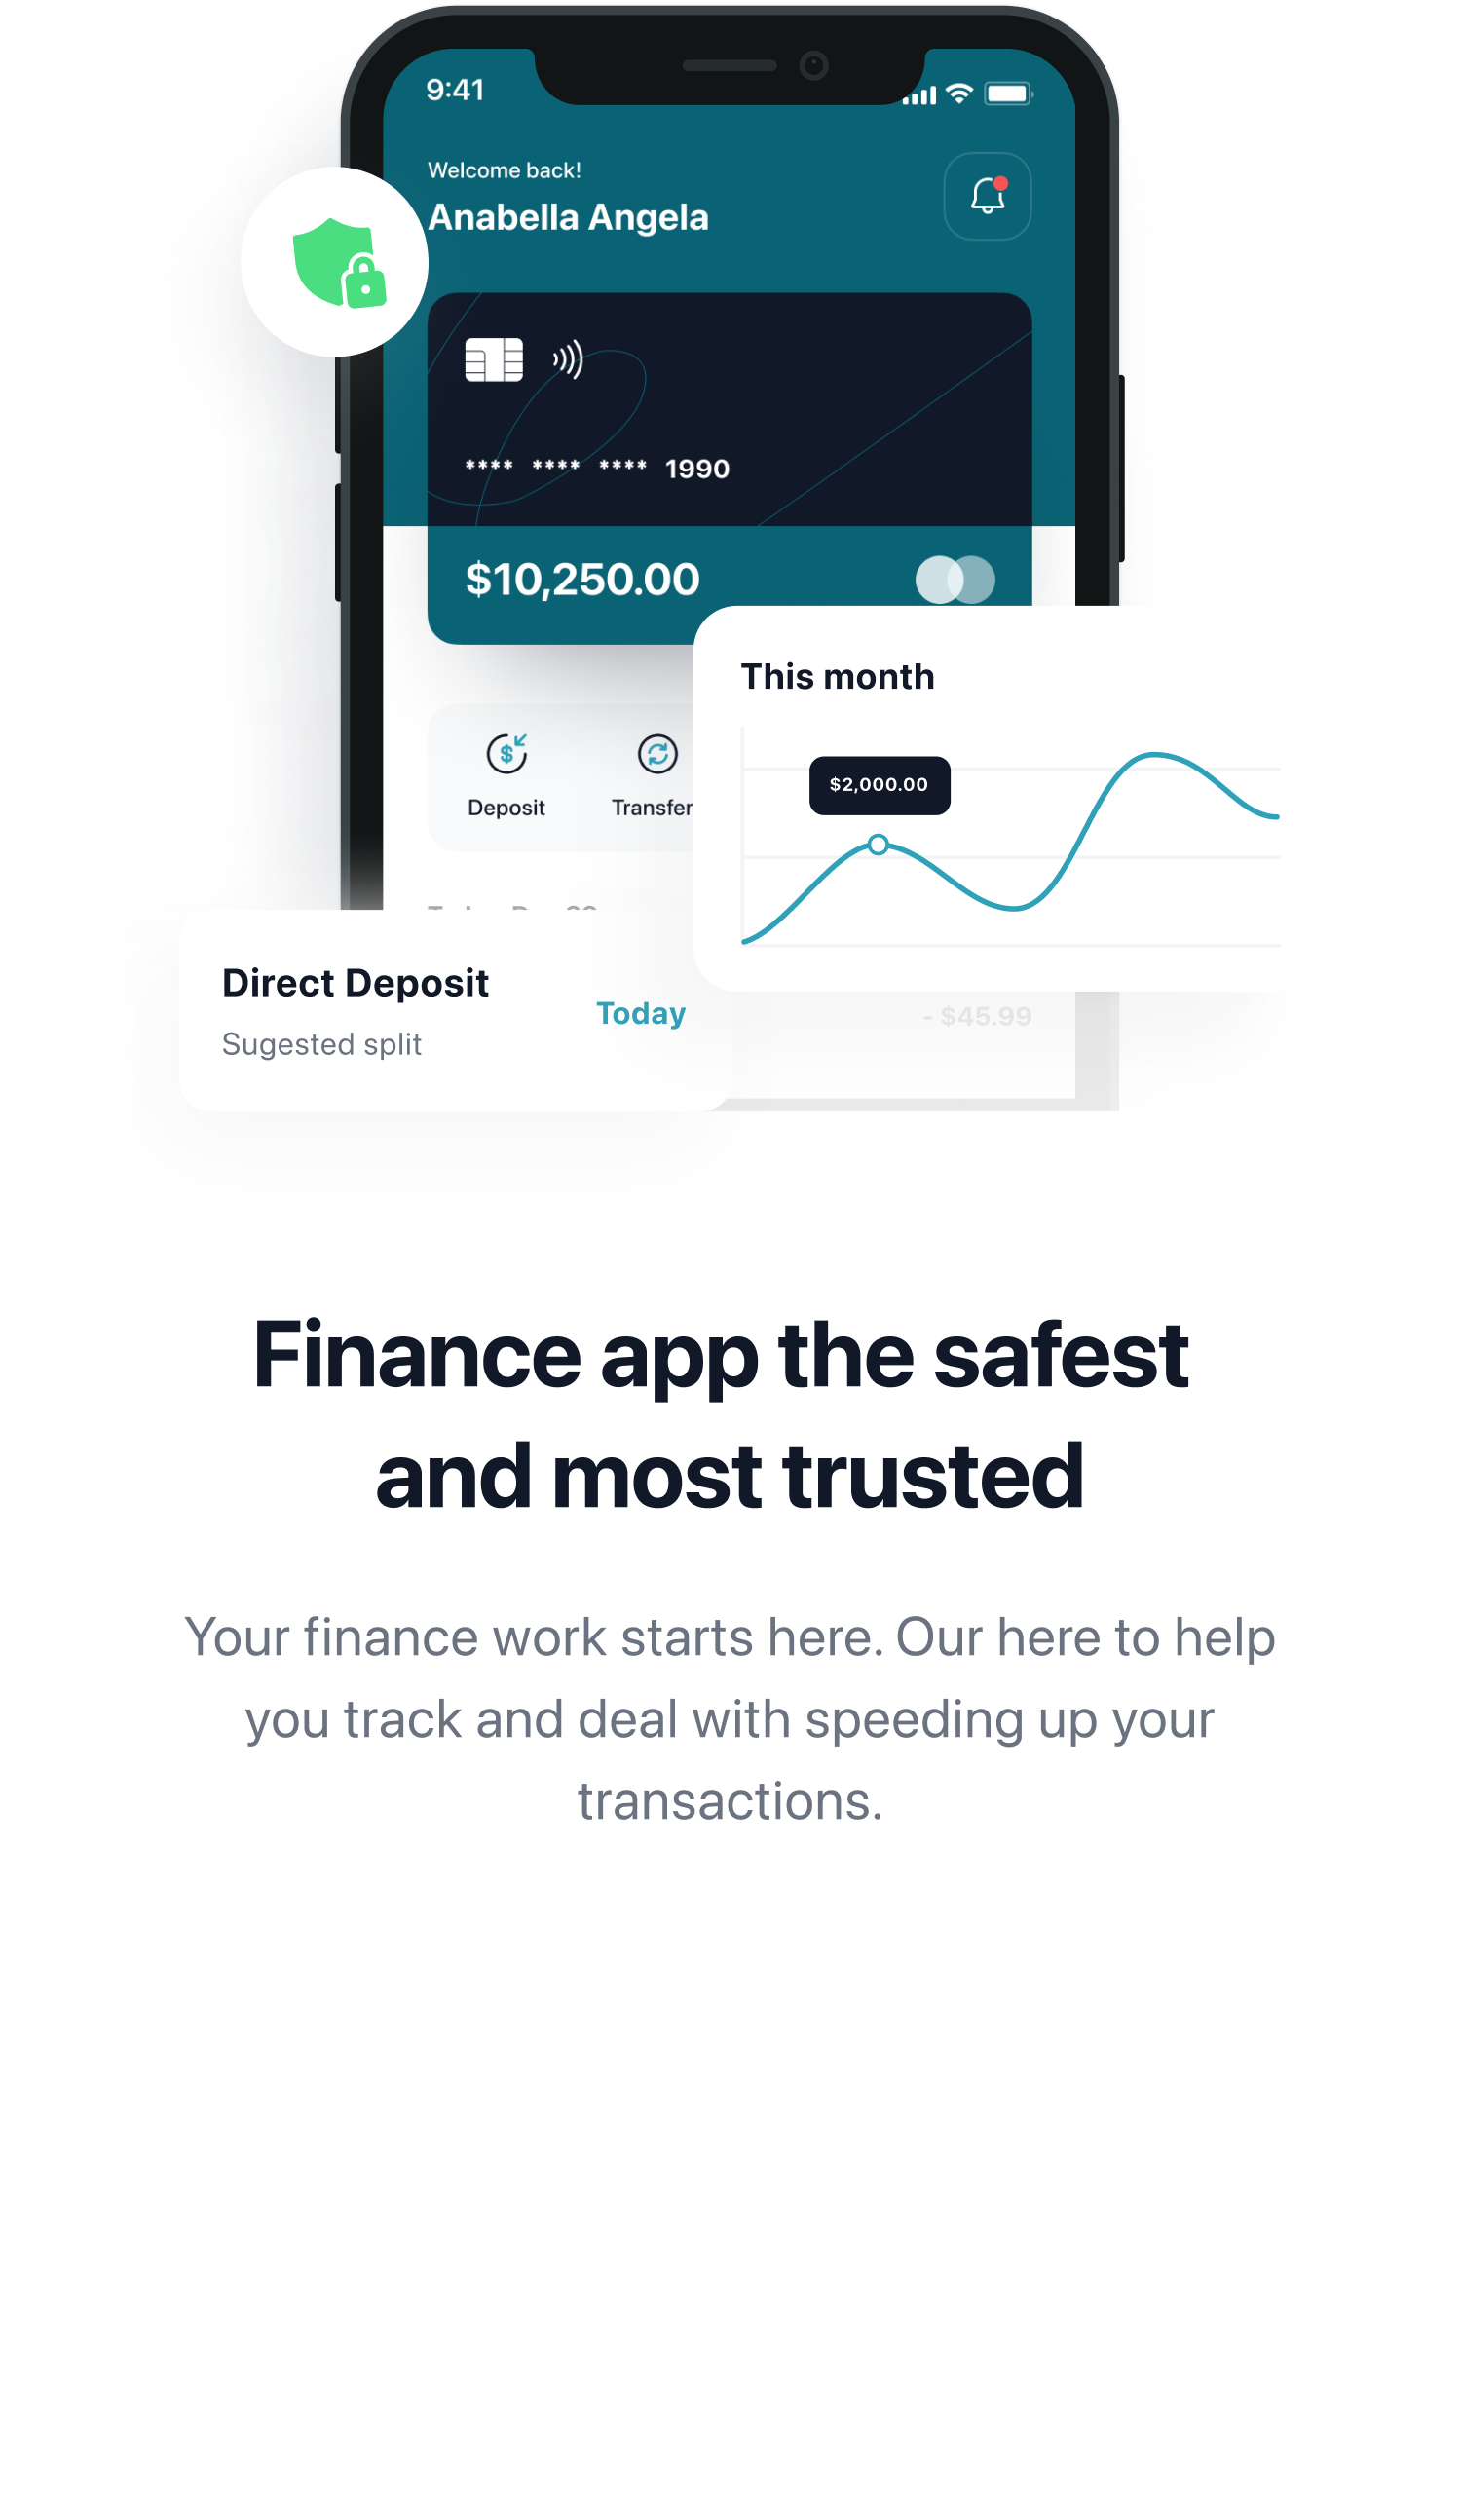 9:41
Welcome back!
Anabella Angela
**** **** **** 1990
$10,250.00
This month
$2,000.00
Deposit
Transfer
Direct Deposit
Sugested split
Today
- $45.99
Finance app the safest
and most trusted
Your finance work starts here. Our here to help
you track and deal with speeding up your
transactions.